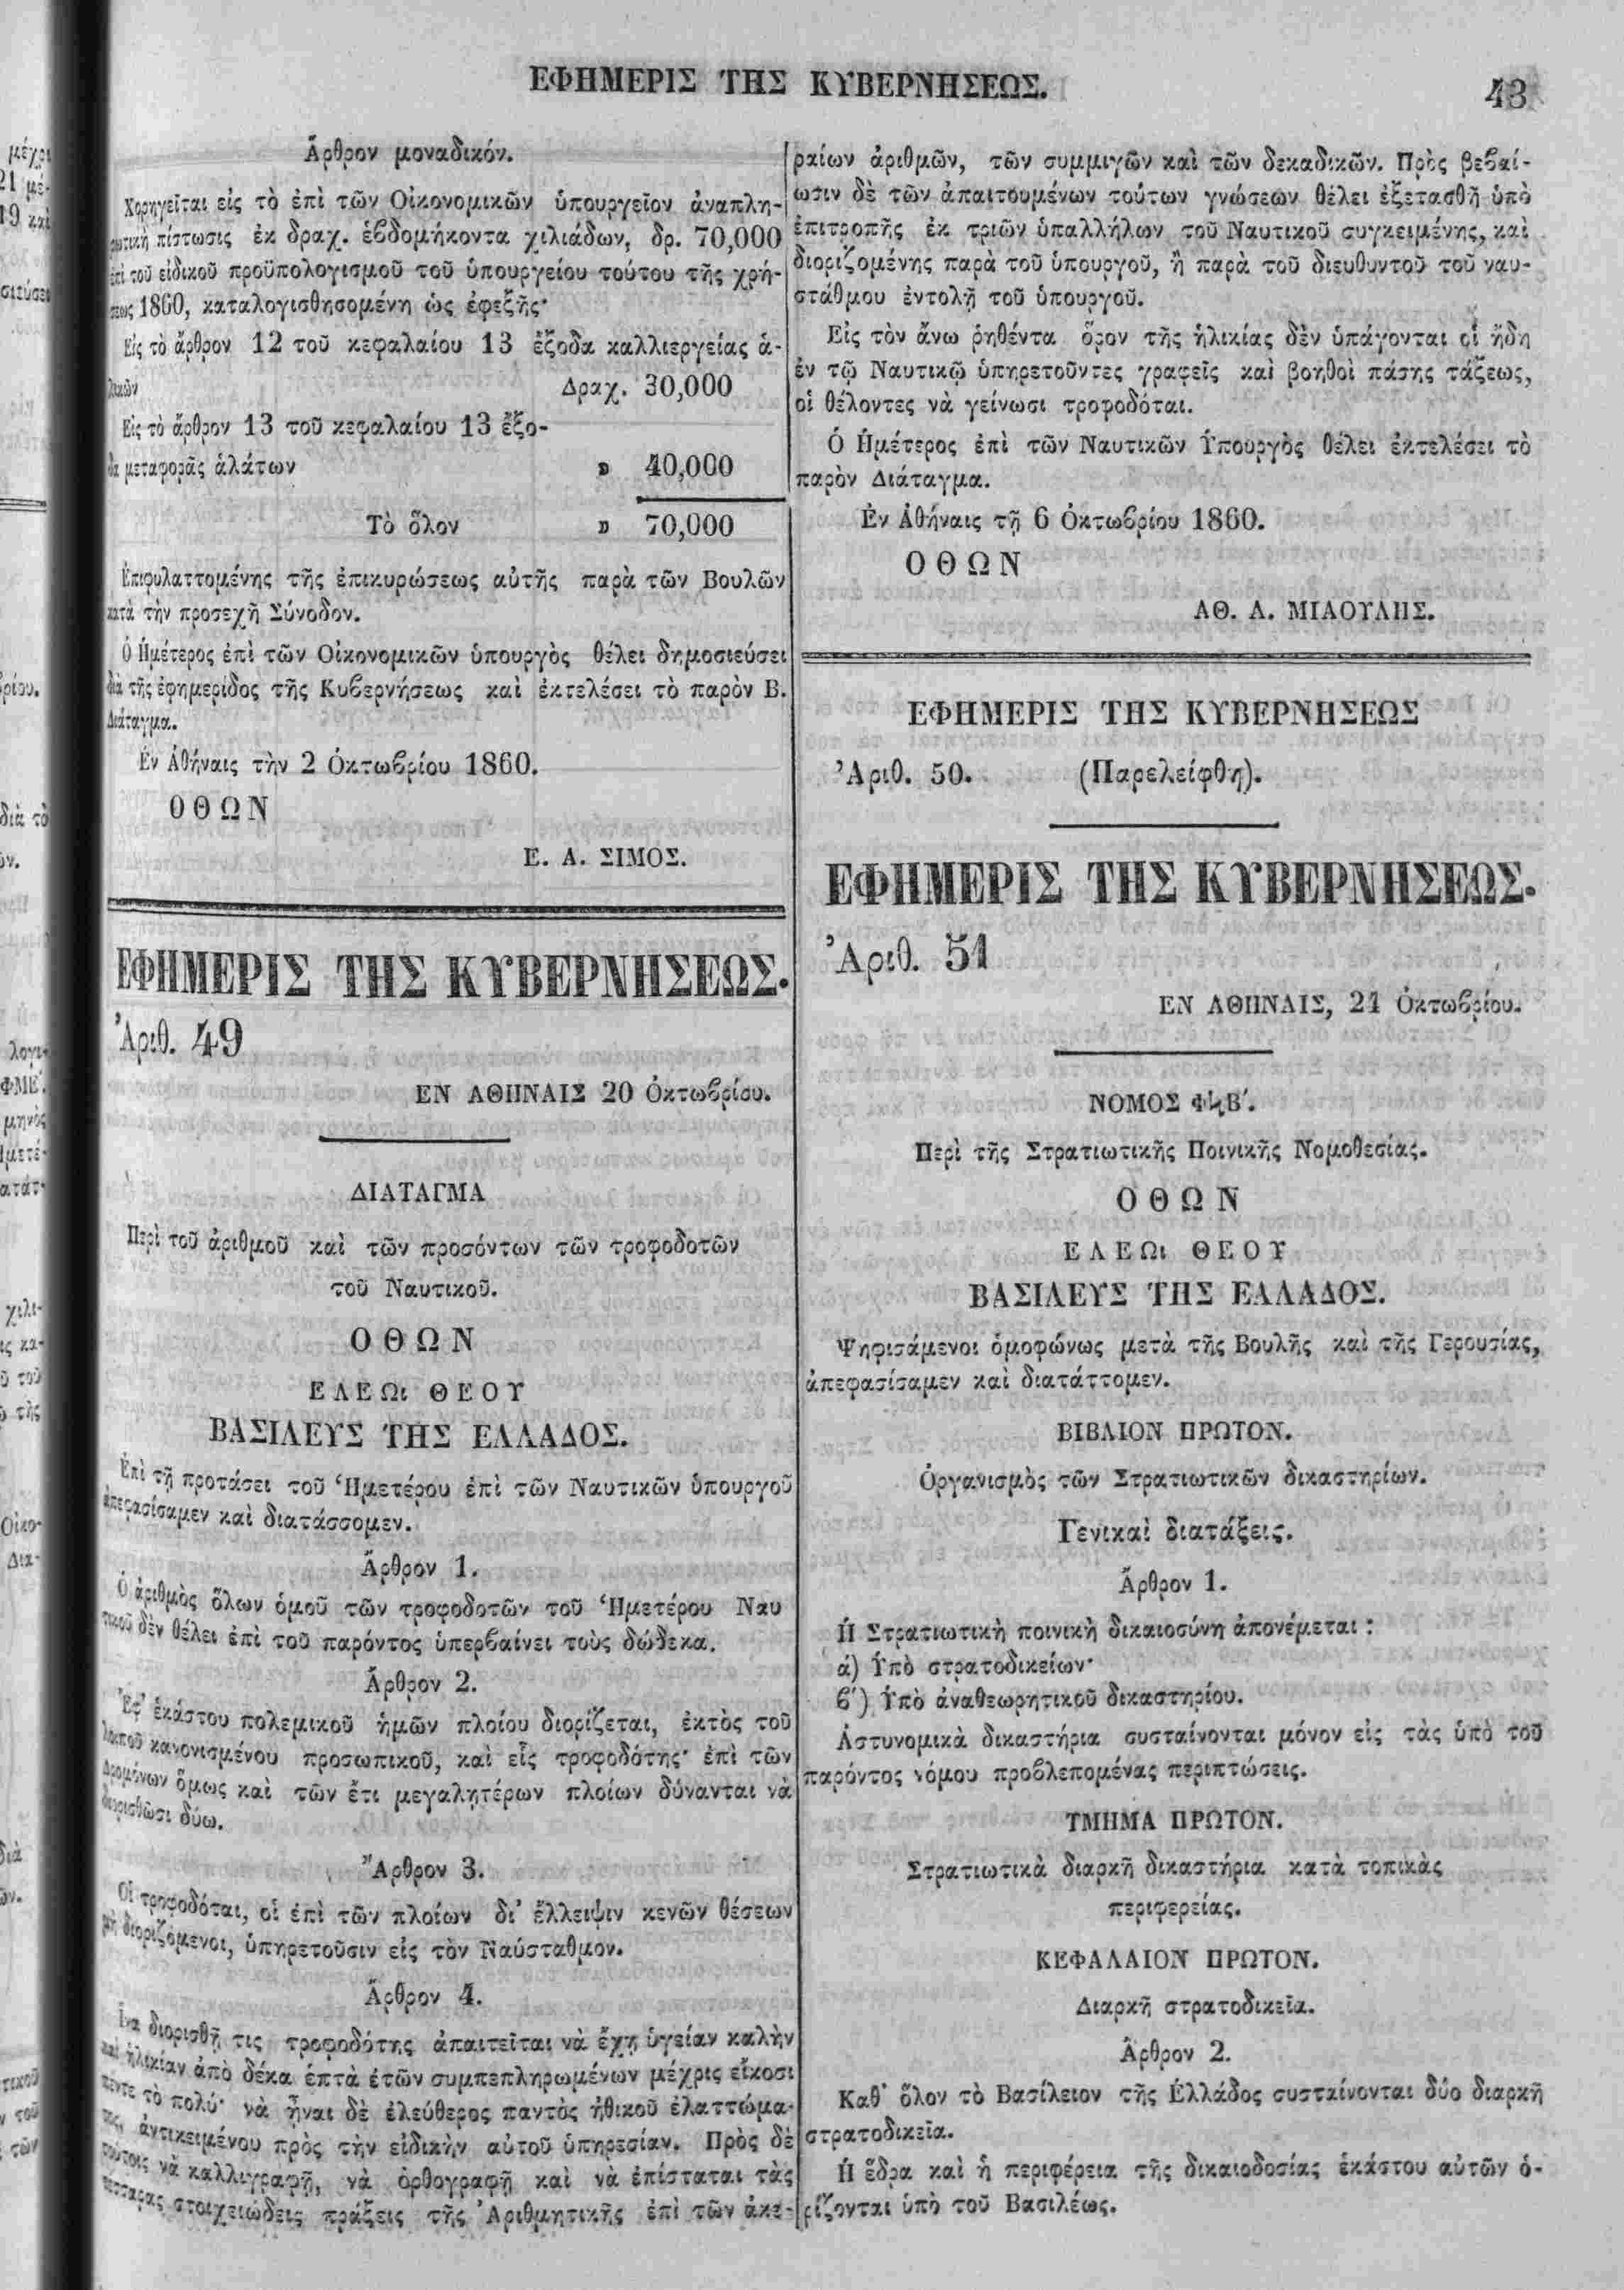 ΕΦΗΜΕΡΙΣ ΤΗΣ ΚΥΒΕΡΝΗΣΕΩΣ.
43
Ἄρθρον μοναδικόν.
Χορηγεῖται εἰς τὸ ἐπὶ τῶν Οἰκονομικῶν ὑπουργεῖον ἀναπλη-
ρωτικὴ πίστωσις ἐκ δραχ. ἑβδομήκοντα χιλιάδων, δρ. 70,000
ἐπὶ τοῦ εἰδικοῦ προϋπολογισμοῦ τοῦ ὑπουργείου τούτου τῆς χρή-
σεως 1860, καταλογισθησομένη ὡς ἐφεξῆς·
Εἰς τὸ ἄρθρον 12 τοῦ κεφαλαίου 13 ἔξοδα καλλιεργείας ἁ-
λικῶν Δραχ. 30,000
Εἰς τὸ ἄρθρον 13 τοῦ κεφαλαίου 13 ἔξο-
δα μεταφορᾶς ἁλάτων » 40,000
Τὸ ὅλον » 70,000
Ἐπιφυλαττομένης τῆς ἐπικυρώσεως αὐτῆς παρὰ τῶν Βουλῶν
κατὰ τὴν προσεχῆ Σύνοδον.
Ὁ Ἡμέτερος ἐπὶ τῶν Οἰκονομικῶν ὑπουργὸς θέλει δημοσιεύσει
διὰ τῆς ἐφημερίδος τῆς Κυβερνήσεως καὶ ἐκτελέσει τὸ παρὸν Β.
Διάταγμα.
Ἐν Ἀθήναις τὴν 2 Ὀκτωβρίου 1860.
ΟΘΩΝ
Ε. Α. ΣΙΜΟΣ.
ΕΦΗΜΕΡΙΣ ΤΗΣ ΚΥΒΕΡΝΗΣΕΩΣ.
Ἀριθ. 49
ΕΝ ΑΘΗΝΑΙΣ 20 Ὀκτωβρίου.
ΔΙΑΤΑΓΜΑ
Περὶ τοῦ ἀριθμοῦ καὶ τῶν προσόντων τῶν τροφοδοτῶν
τοῦ Ναυτικοῦ.
ΟΘΩΝ
ΕΛΕΩι ΘΕΟΥ
ΒΑΣΙΛΕΥΣ ΤΗΣ ΕΛΛΑΔΟΣ.
Ἐπὶ τῇ προτάσει τοῦ Ἡμετέρου ἐπὶ τῶν Ναυτικῶν ὑπουργοῦ
ἀπεφασίσαμεν καὶ διατάσσομεν.
Ἄρθρον 1.
Ὁ ἀριθμὸς ὅλων ὁμοῦ τῶν τροφοδοτῶν τοῦ Ἡμετέρου Ναυ
τικοῦ δὲν θέλει ἐπὶ τοῦ παρόντος ὑπερβαίνει τοὺς δώδεκα.
Ἄρθρον 2.
Ἐφ' ἑκάστου πολεμικοῦ ἡμῶν πλοίου διορίζεται, ἐκτὸς τοῦ
λοιποῦ κανονισμένου προσωπικοῦ, καὶ εἷς τροφοδότης· ἐπὶ τῶν
Δρομώνων ὅμως καὶ τῶν ἔτι μεγαλητέρων πλοίων δύνανται νὰ
διορισθῶσι δύω.
Ἄρθρον 3.
Οἱ τροφοδόται, οἱ ἐπὶ τῶν πλοίων δι' ἔλλειψιν κενῶν θέσεων
μὴ διοριζόμενοι, ὑπηρετοῦσιν εἰς τὸν Ναύσταθμον.
Ἄρθρον 4.
Ἵνα διορισθῇ τις τροφοδότης ἀπαιτεῖται νὰ ἔχῃ ὑγείαν καλὴν
καὶ ἡλικίαν ἀπὸ δέκα ἑπτὰ ἐτῶν συμπεπληρωμένων μέχρις εἴκοσι
πέντε τὸ πολύ· νὰ ἦναι δὲ ἐλεύθερος παντὸς ἠθικοῦ ἐλαττώμα-
τος, ἀντικειμένου πρὸς τὴν εἰδικὴν αὐτοῦ ὑπηρεσίαν. Πρὸς δὲ
τούτοις νὰ καλλιγραφῇ, νὰ ὀρθογραφῇ καὶ νὰ ἐπίσταται τὰς
τέσσαρας στοιχειώδεις πράξεις τῆς Ἀριθμητικῆς ἐπὶ τῶν ἀκε-
ραίων ἀριθμῶν, τῶν συμμιγῶν καὶ τῶν δεκαδικῶν. Πρὸς βεβαί-
ωσιν δὲ τῶν ἀπαιτουμένων τούτων γνώσεων θέλει ἐξετασθῆ ὑπὸ
ἐπιτροπῆς ἐκ τριῶν ὑπαλλήλων τοῦ Ναυτικοῦ συγκειμένης, καὶ
διοριζομένης παρὰ τοῦ ὑπουργοῦ, ἢ παρὰ τοῦ διευθυντοῦ τοῦ ναυ-
στάθμου ἐντολῇ τοῦ ὑπουργοῦ.
Εἰς τὸν ἄνω ῥηθέντα ὅρον τῆς ἡλικίας δὲν ὑπάγονται οἱ ἤδη
ἐν τῷ Ναυτικῷ ὑπηρετοῦντες γραφεῖς καὶ βοηθοὶ πάσης τάξεως,
οἱ θέλοντες νὰ γείνωσι τροφοδόται.
Ὁ Ἡμέτερος ἐπὶ τῶν Ναυτικῶν Ὑπουργὸς θέλει ἐκτελέσει τὸ
παρὸν Διάταγμα.
Ἐν Ἀθήναις τῇ 6 Ὀκτωβρίου 1860.
ΟΘΩΝ
ΑΘ. Α. ΜΙΑΟΥΛΗΣ.
ΕΦΗΜΕΡΙΣ ΤΗΣ ΚΥΒΕΡΝΗΣΕΩΣ
Ἀριθ. 50. (Παρελείφθη).
ΕΦΗΜΕΡΙΣ ΤΗΣ ΚΥΒΕΡΝΗΣΕΩΣ.
Ἀριθ. 51
ΕΝ ΑΘΗΝΑΙΣ, 21 Ὀκτωβρίου.
ΝΟΜΟΣ ΦϞΒ'.
Περὶ τῆς Στρατιωτικῆς Ποινικῆς Νομοθεσίας.
ΟΘΩΝ
ΕΛΕΩι ΘΕΟΥ
ΒΑΣΙΛΕΥΣ ΤΗΣ ΕΛΛΑΔΟΣ.
Ψηφισάμενοι ὁμοφώνως μετὰ τῆς Βουλῆς καὶ τῆς Γερουσίας,
ἀπεφασίσαμεν καὶ διατάττομεν.
ΒΙΒΛΙΟΝ ΠΡΩΤΟΝ.
Ὀργανισμὸς τῶν Στρατιωτικῶν δικαστηρίων.
Γενικαὶ διατάξεις.
Ἄρθρον 1.
Ἡ Στρατιωτικὴ ποινικὴ δικαιοσύνη ἀπονέμεται :
ά) Ὑπὸ στρατοδικείων·
β') Ὑπὸ ἀναθεωρητικοῦ δικαστηρίου.
Ἀστυνομικὰ δικαστήρια συσταίνονται μόνον εἰς τὰς ὑπὸ τοῦ
παρόντος νόμου προβλεπομένας περιπτώσεις.
ΤΜΗΜΑ ΠΡΩΤΟΝ.
Στρατιωτικὰ διαρκῆ δικαστήρια κατὰ τοπικὰς
περιφερείας.
ΚΕΦΑΛΑΙΟΝ ΠΡΩΤΟΝ.
Διαρκῆ στρατοδικεῖα.
Ἄρθρον 2.
Καθ' ὅλον τὸ Βασίλειον τῆς Ἑλλάδος συσταίνονται δύο διαρκῆ
στρατοδικεῖα.
Ἡ ἕδρα καὶ ἡ περιφέρεια τῆς δικαιοδοσίας ἑκάστου αὐτῶν ὁ-
ρίζονται ὑπὸ τοῦ Βασιλέως.